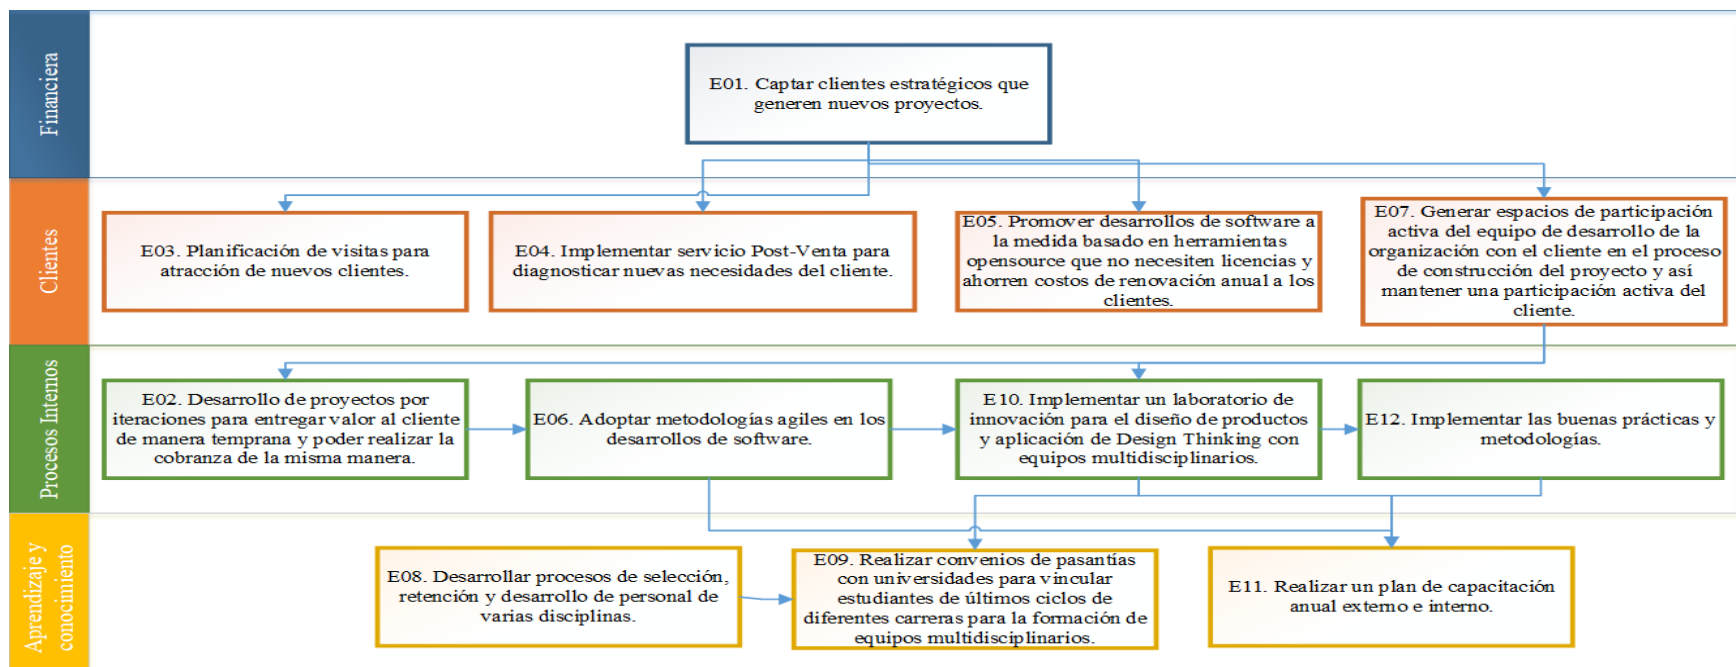 Financiera
E01. Captar clientes estratégicos que
generen nuevos proyectos.
Clientes
E03. Planificación de visitas para
atracción de nuevos clientes.
E04. Implementar servicio Post-Venta para
diagnosticar nuevas necesidades del cliente.
E05. Promover desarrollos de software a
la medida basado en herramientas
opensource que no necesiten licencias y
ahorren costos de renovación anual a los
clientes.
E07. Generar espacios de participación
activa del equipo de desarrollo de la
organización con el cliente en el proceso
de construcción del proyecto y así
mantener una participación activa del
cliente.
Procesos Internos
E02. Desarrollo de proyectos por
iteraciones para entregar valor al cliente
de manera temprana y poder realizar la
cobranza de la misma manera.
E06. Adoptar metodologías agiles en los
desarrollos de software.
E10. Implementar un laboratorio de
innovación para el diseño de productos
y aplicación de Design Thinking con
equipos multidisciplinarios.
E12. Implementar las buenas prácticas y
metodologías.
Aprendizaje y
conocimiento
E08. Desarrollar procesos de selección,
retención y desarrollo de personal de
varias disciplinas.
E09. Realizar convenios de pasantías
con universidades para vincular
estudiantes de últimos ciclos de
diferentes carreras para la formación de
equipos multidisciplinarios.
E11. Realizar un plan de capacitación
anual externo e interno.